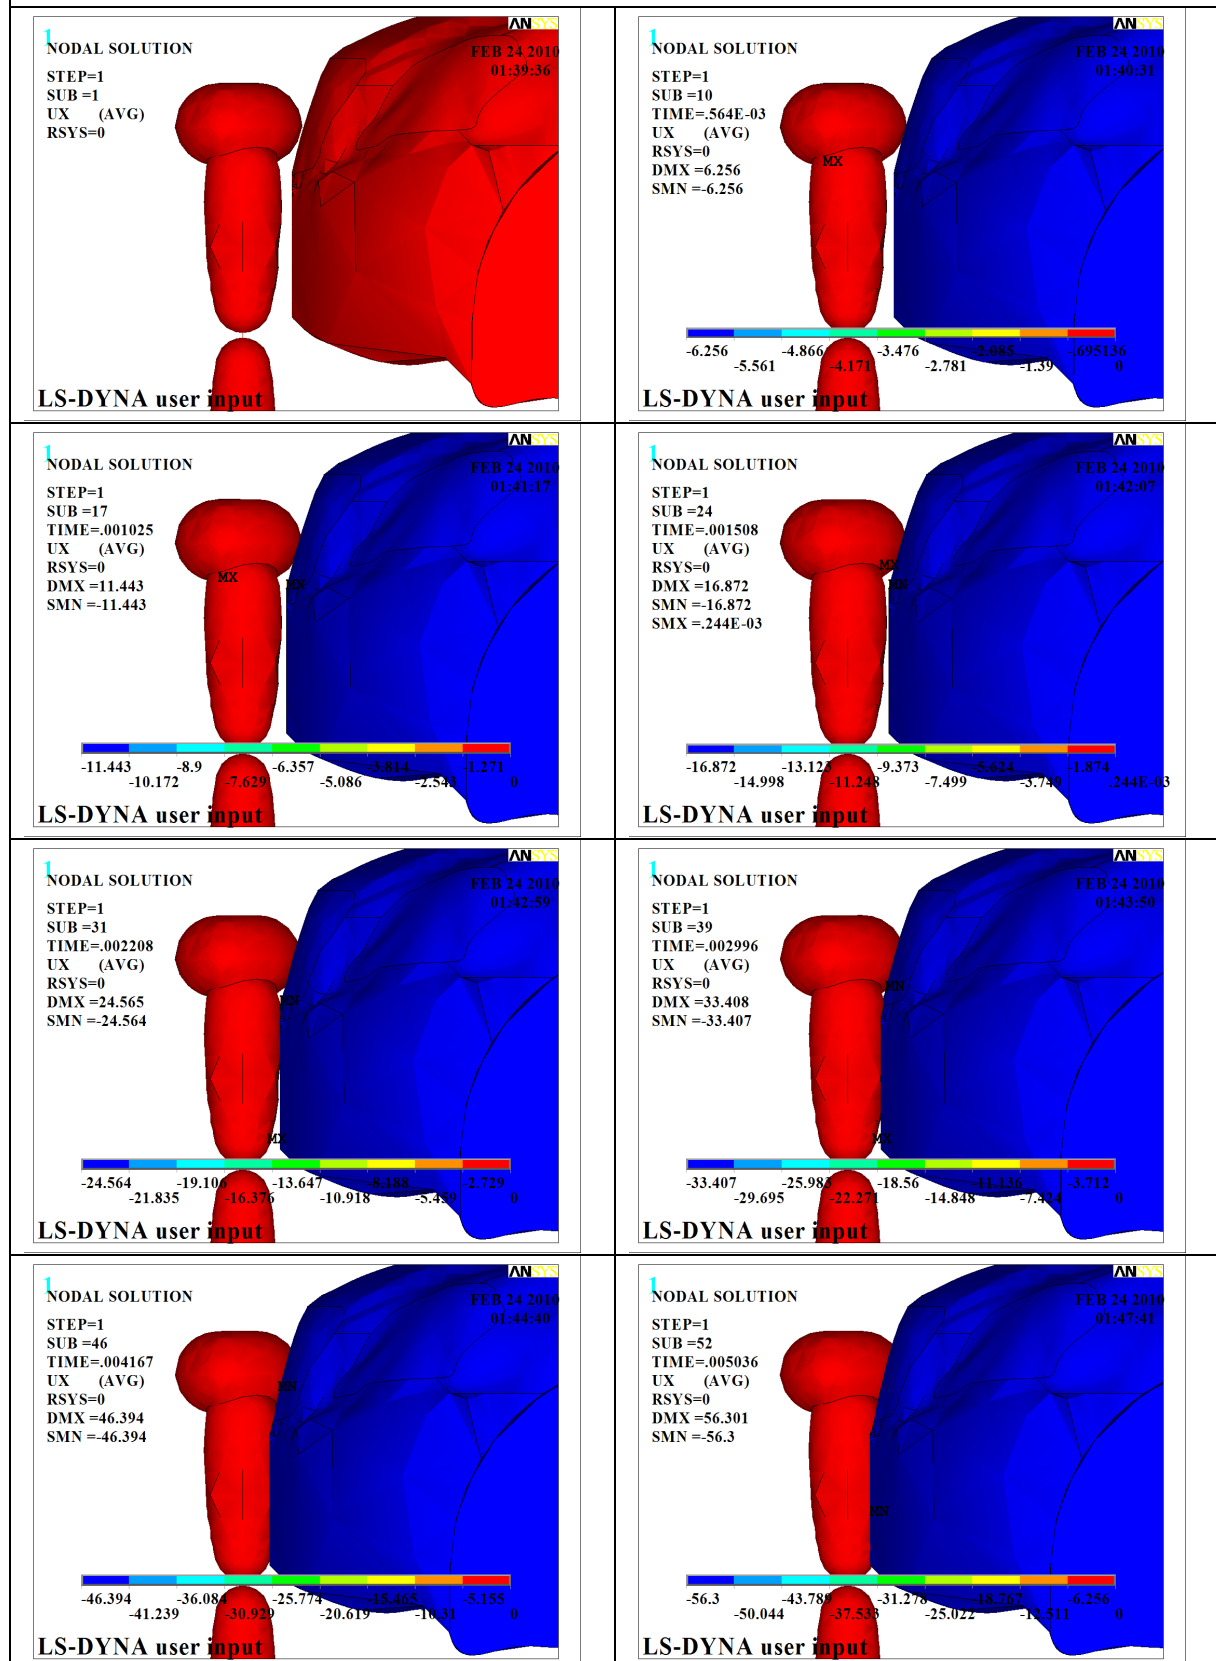 1
ANSYS
NODAL SOLUTION
FEB 24 2010
01:39:36
STEP=1
SUB =1
UX (AVG)
RSYS=0
LS-DYNA user input
1
ANSYS
NODAL SOLUTION
FEB 24 2010
01:40:31
STEP=1
SUB =10
TIME=.564E-03
UX (AVG)
RSYS=0
DMX =6.256
SMN =-6.256
MX
-6.256 -4.866 -3.476 -2.085 -.695136
-5.561 -4.171 -2.781 -1.39 0
LS-DYNA user input
1
ANSYS
NODAL SOLUTION
FEB 24 2010
01:41:17
STEP=1
SUB =17
TIME=.001025
UX (AVG)
RSYS=0
DMX =11.443
SMN =-11.443
MX
MN
-11.443 -8.9 -6.357 -3.814 -1.271
-10.172 -7.629 -5.086 -2.543 0
LS-DYNA user input
1
ANSYS
NODAL SOLUTION
FEB 24 2010
01:42:07
STEP=1
SUB =24
TIME=.001508
UX (AVG)
RSYS=0
DMX =16.872
SMN =-16.872
SMX =.244E-03
MX
MN
-16.872 -13.123 -9.373 -5.624 -1.874
-14.998 -11.248 -7.499 -3.749 .244E-03
LS-DYNA user input
1
ANSYS
NODAL SOLUTION
FEB 24 2010
01:42:59
STEP=1
SUB =31
TIME=.002208
UX (AVG)
RSYS=0
DMX =24.565
SMN =-24.564
MN
MX
-24.564 -19.106 -13.647 -8.188 -2.729
-21.835 -16.376 -10.918 -5.459 0
LS-DYNA user input
1
ANSYS
NODAL SOLUTION
FEB 24 2010
01:43:50
STEP=1
SUB =39
TIME=.002996
UX (AVG)
RSYS=0
DMX =33.408
SMN =-33.407
MN
MX
-33.407 -25.983 -18.56 -11.136 -3.712
-29.695 -22.271 -14.848 -7.424 0
LS-DYNA user input
1
ANSYS
NODAL SOLUTION
FEB 24 2010
01:44:40
STEP=1
SUB =46
TIME=.004167
UX (AVG)
RSYS=0
DMX =46.394
SMN =-46.394
MN
-46.394 -36.084 -25.774 -15.465 -5.155
-41.239 -30.929 -20.619 -10.31 0
LS-DYNA user input
1
ANSYS
NODAL SOLUTION
FEB 24 2010
01:47:41
STEP=1
SUB =52
TIME=.005036
UX (AVG)
RSYS=0
DMX =56.301
SMN =-56.3
MN
-56.3 -43.789 -31.278 -18.767 -6.256
-50.044 -37.533 -25.022 -12.511 0
LS-DYNA user input